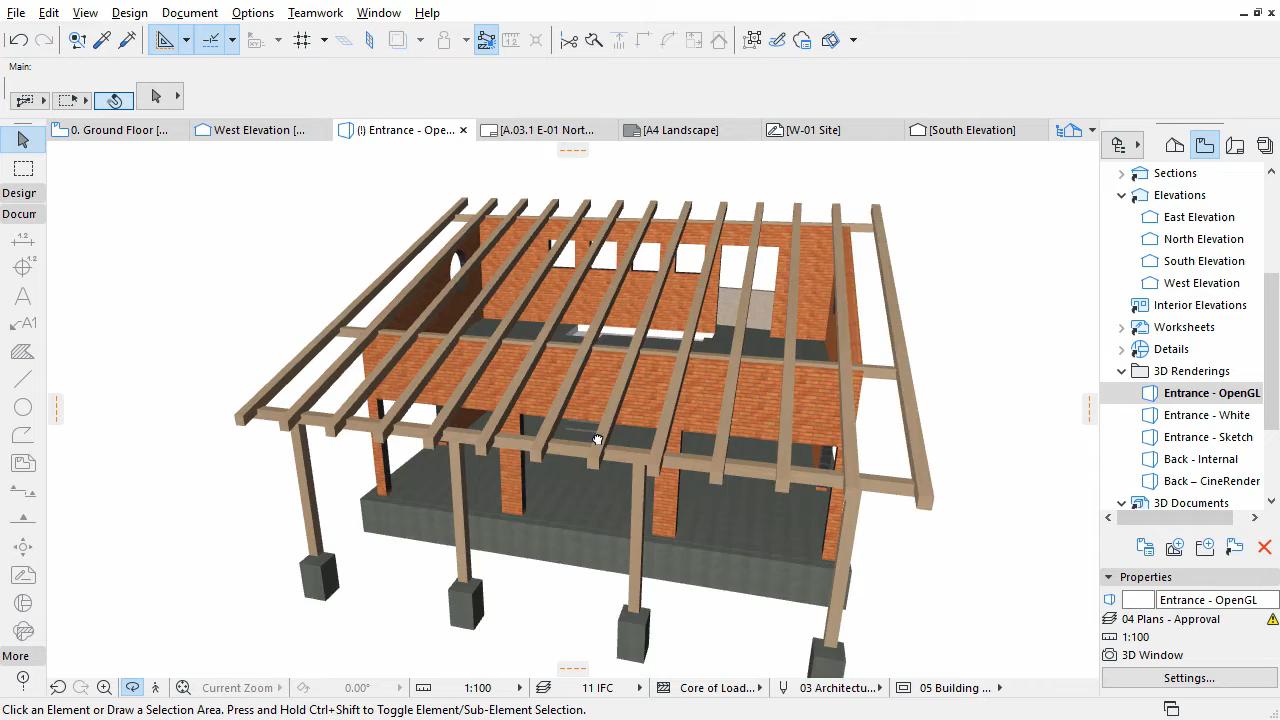 File Edit View Design Document Options Teamwork Window Help
Main:
0. Ground Floor [...
West Elevation [...
(!) Entrance - Ope...
[A.03.1 E-01 Nort...
[A4 Landscape]
[W-01 Site]
[South Elevation]
Design
Docum
1.2
A
A1
More
Sections
Elevations
East Elevation
North Elevation
South Elevation
West Elevation
Interior Elevations
Worksheets
Details
3D Renderings
Entrance - OpenGL
Entrance - White
Entrance - Sketch
Back - Internal
Back – CineRender
3D Documents
Properties
Entrance - OpenGL
04 Plans - Approval
1:100
3D Window
Settings...
Current Zoom
0.00°
1:100
11 IFC
Core of Load...
03 Architectu...
05 Building ...
Click an Element or Draw a Selection Area. Press and Hold Ctrl+Shift to Toggle Element/Sub-Element Selection.